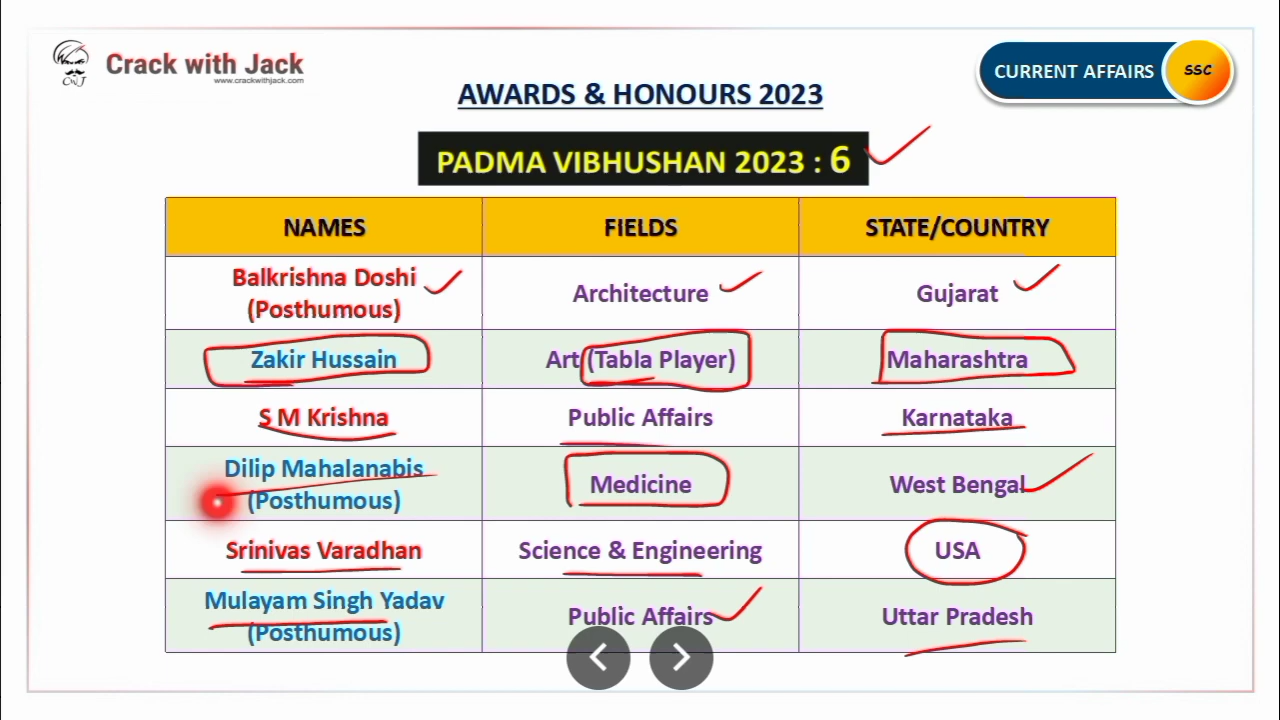 Crack with Jack
www.crackwithjack.com
CwJ
CURRENT AFFAIRS
SSC
AWARDS & HONOURS 2023
PADMA VIBHUSHAN 2023 : 6
NAMES FIELDS STATE/COUNTRY
Balkrishna Doshi
(Posthumous)
Architecture
Gujarat
Zakir Hussain
Art (Tabla Player)
Maharashtra
S M Krishna
Public Affairs
Karnataka
Dilip Mahalanabis
(Posthumous)
Medicine
West Bengal
Srinivas Varadhan
Science & Engineering
USA
Mulayam Singh Yadav
(Posthumous)
Public Affairs
Uttar Pradesh